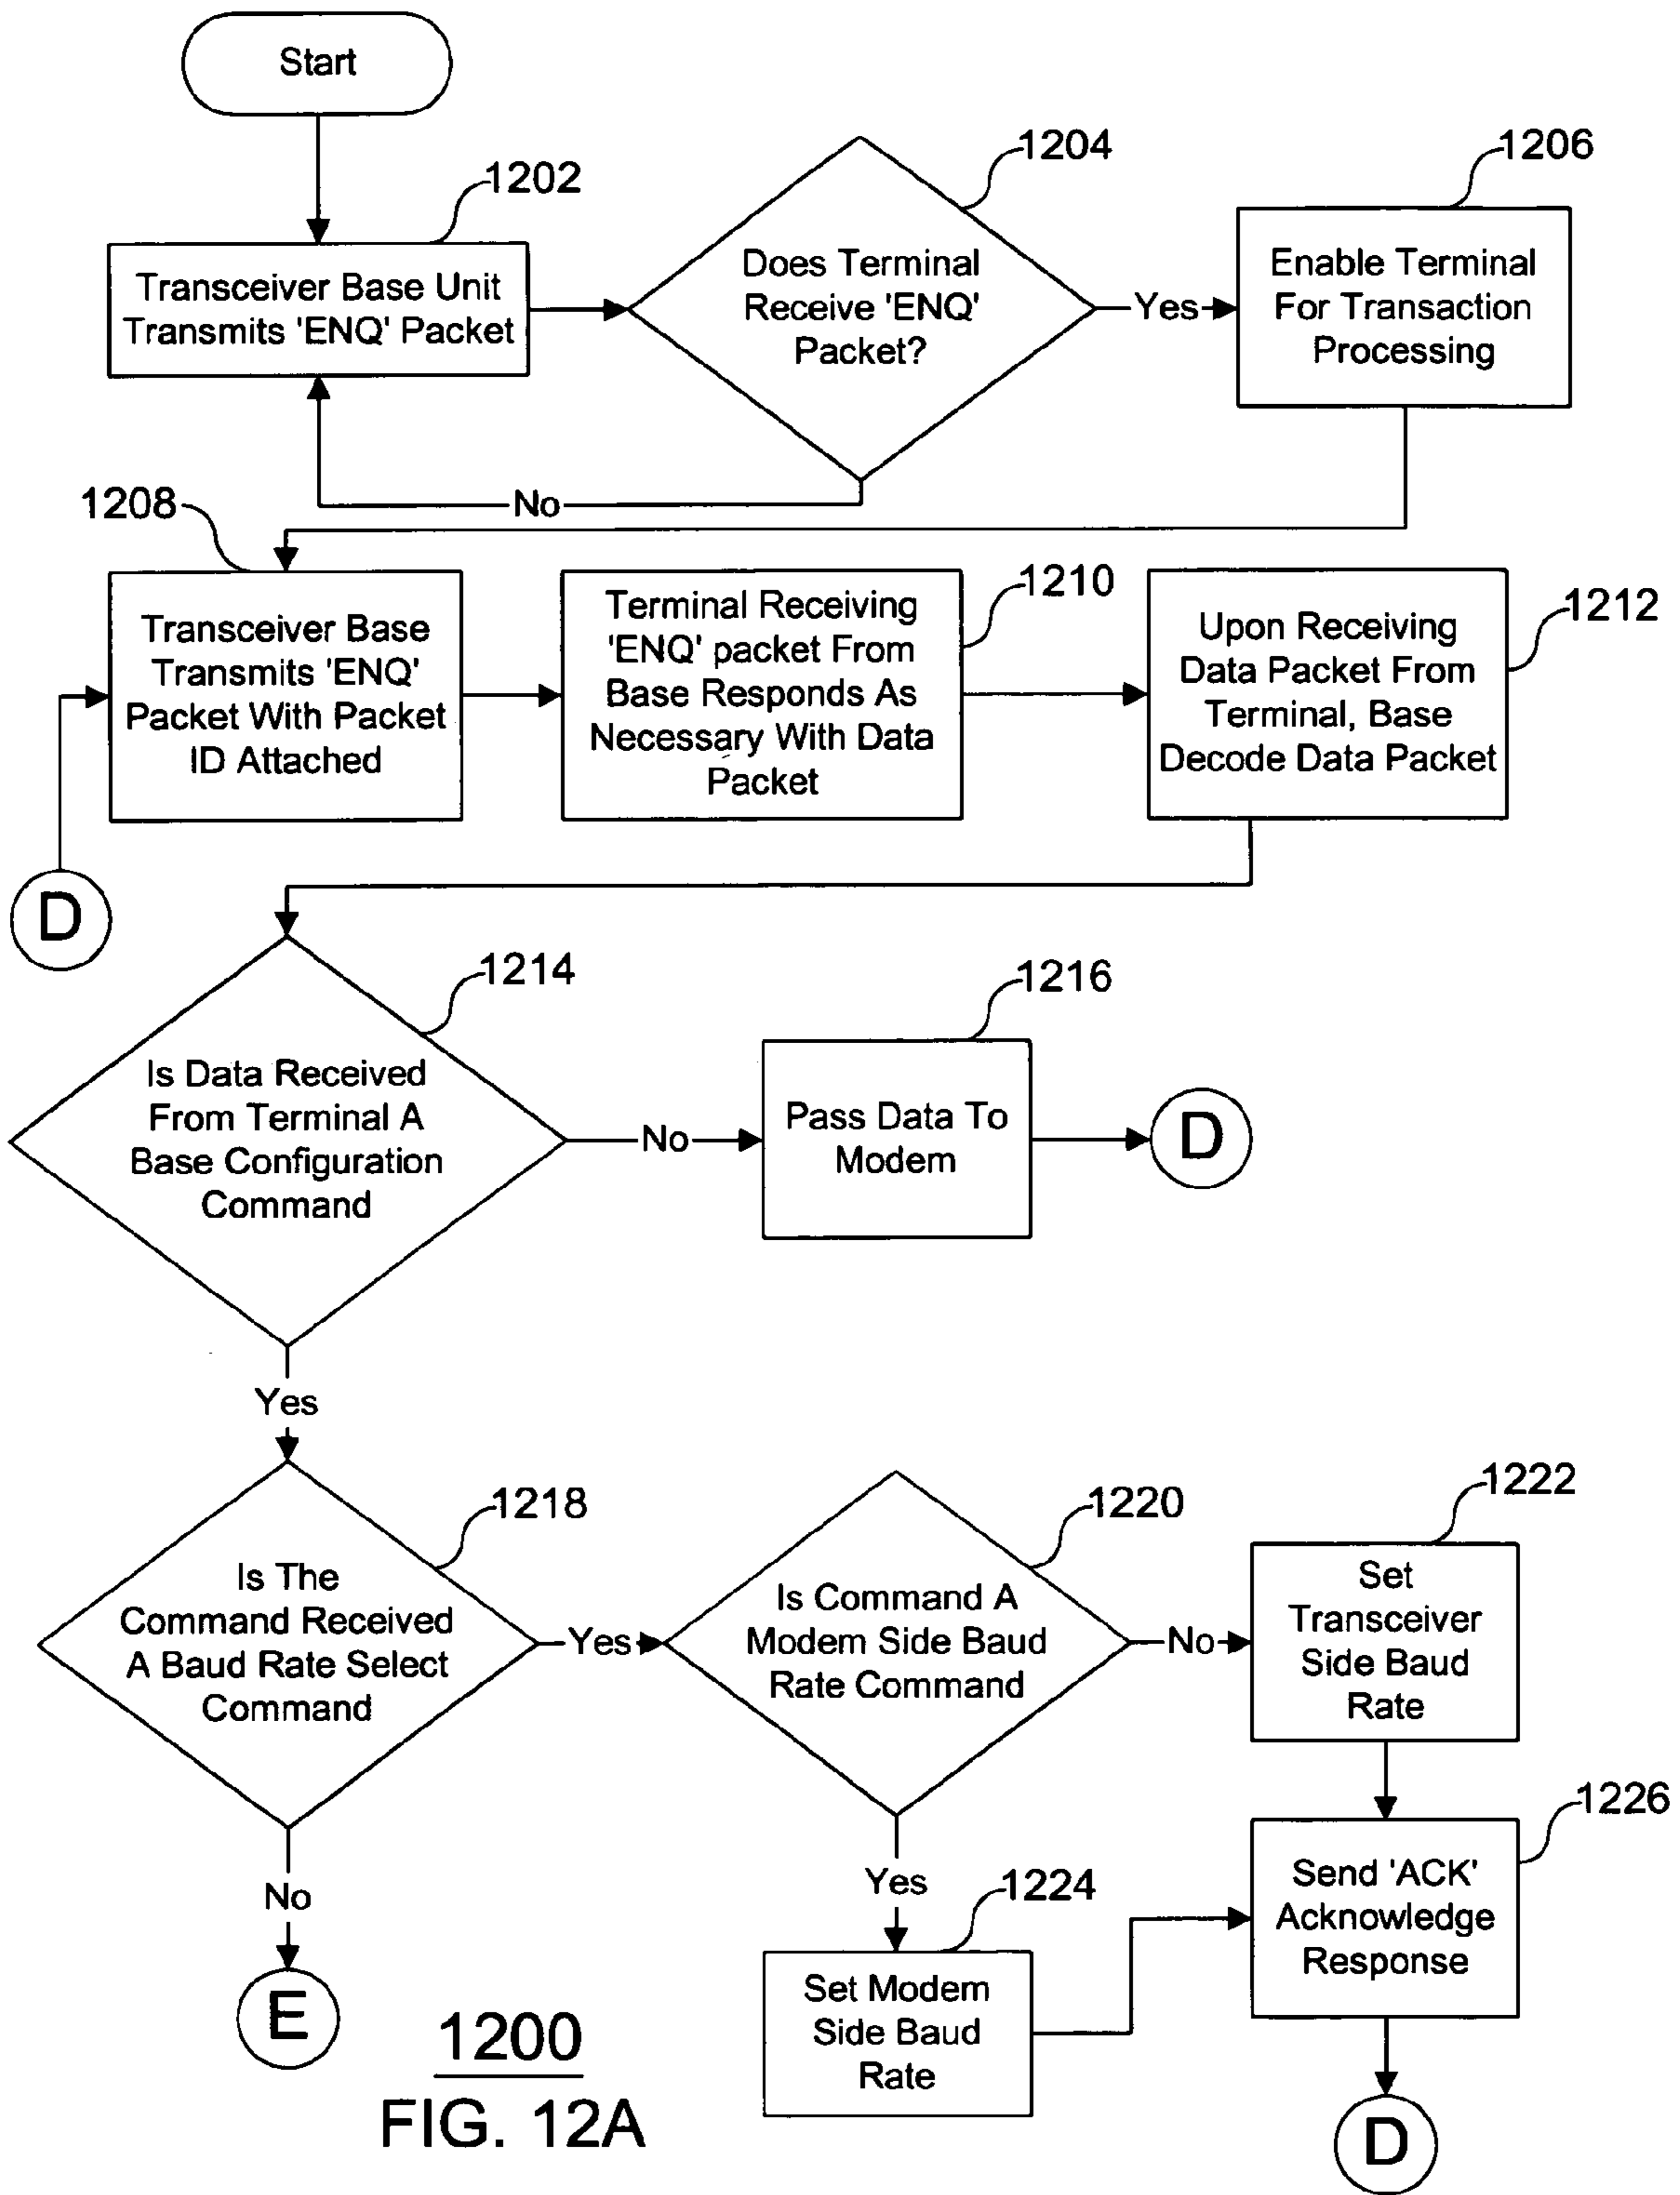 Start
1202
1204
1206
Transceiver Base Unit
Transmits 'ENQ' Packet
Does Terminal
Receive 'ENQ'
Packet?
Yes
Enable Terminal
For Transaction
Processing
No
1208
1210
1212
Transceiver Base
Transmits 'ENQ'
Packet With Packet
ID Attached
Terminal Receiving
'ENQ' packet From
Base Responds As
Necessary With Data
Packet
Upon Receiving
Data Packet From
Terminal, Base
Decode Data Packet
D
1214
1216
Is Data Received
From Terminal A
Base Configuration
Command
No
Pass Data To
Modem
D
Yes
1218
1220
1222
Is The
Command Received
A Baud Rate Select
Command
Yes
Is Command A
Modem Side Baud
Rate Command
No
Set
Transceiver
Side Baud
Rate
1226
No
Yes
1224
Send 'ACK'
Acknowledge
Response
E
Set Modem
Side Baud
Rate
D
1200
FIG. 12A